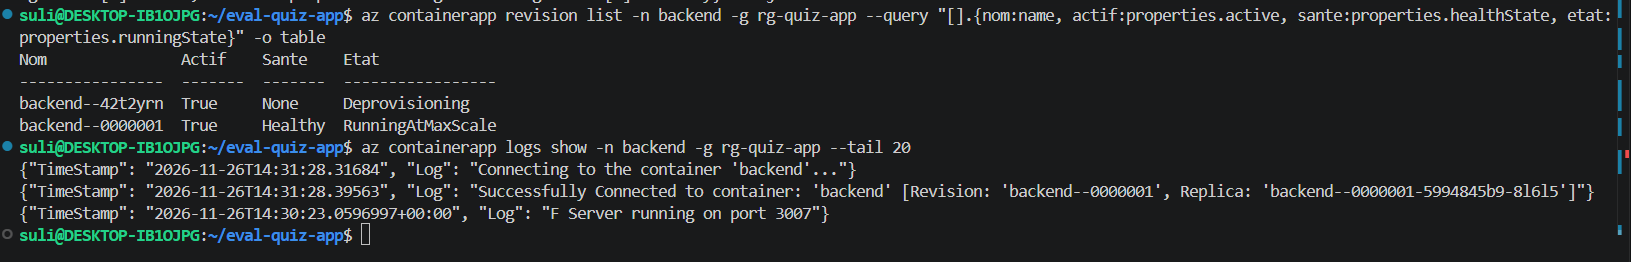 suli@DESKTOP-IB1OJPG:~/eval-quiz-app$ az containerapp revision list -n backend -g rg-quiz-app --query "[].{nom:name, actif:properties.active, sante:properties.healthState, etat:
properties.runningState}" -o table
Nom               Actif    Sante    Etat
----------------  -------  -------  -----------------
backend--42t2yrn  True     None     Deprovisioning
backend--0000001  True     Healthy  RunningAtMaxScale
suli@DESKTOP-IB1OJPG:~/eval-quiz-app$ az containerapp logs show -n backend -g rg-quiz-app --tail 20
{"TimeStamp": "2026-11-26T14:31:28.31684", "Log": "Connecting to the container 'backend'..."}
{"TimeStamp": "2026-11-26T14:31:28.39563", "Log": "Successfully Connected to container: 'backend' [Revision: 'backend--0000001', Replica: 'backend--0000001-5994845b9-8l6l5']"}
{"TimeStamp": "2026-11-26T14:30:23.0596997+00:00", "Log": "F Server running on port 3007"}
suli@DESKTOP-IB1OJPG:~/eval-quiz-app$